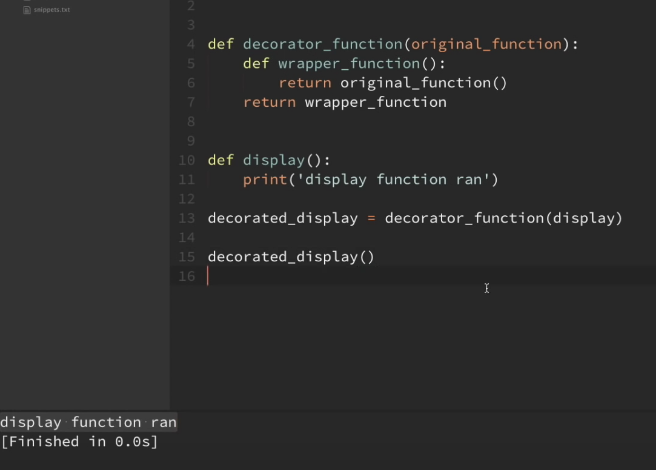 snippets.txt
2
3
4 def decorator_function(original_function):
5     def wrapper_function():
6         return original_function()
7     return wrapper_function
8
9
10 def display():
11     print('display function ran')
12
13 decorated_display = decorator_function(display)
14
15 decorated_display()
16
display function ran
[Finished in 0.0s]